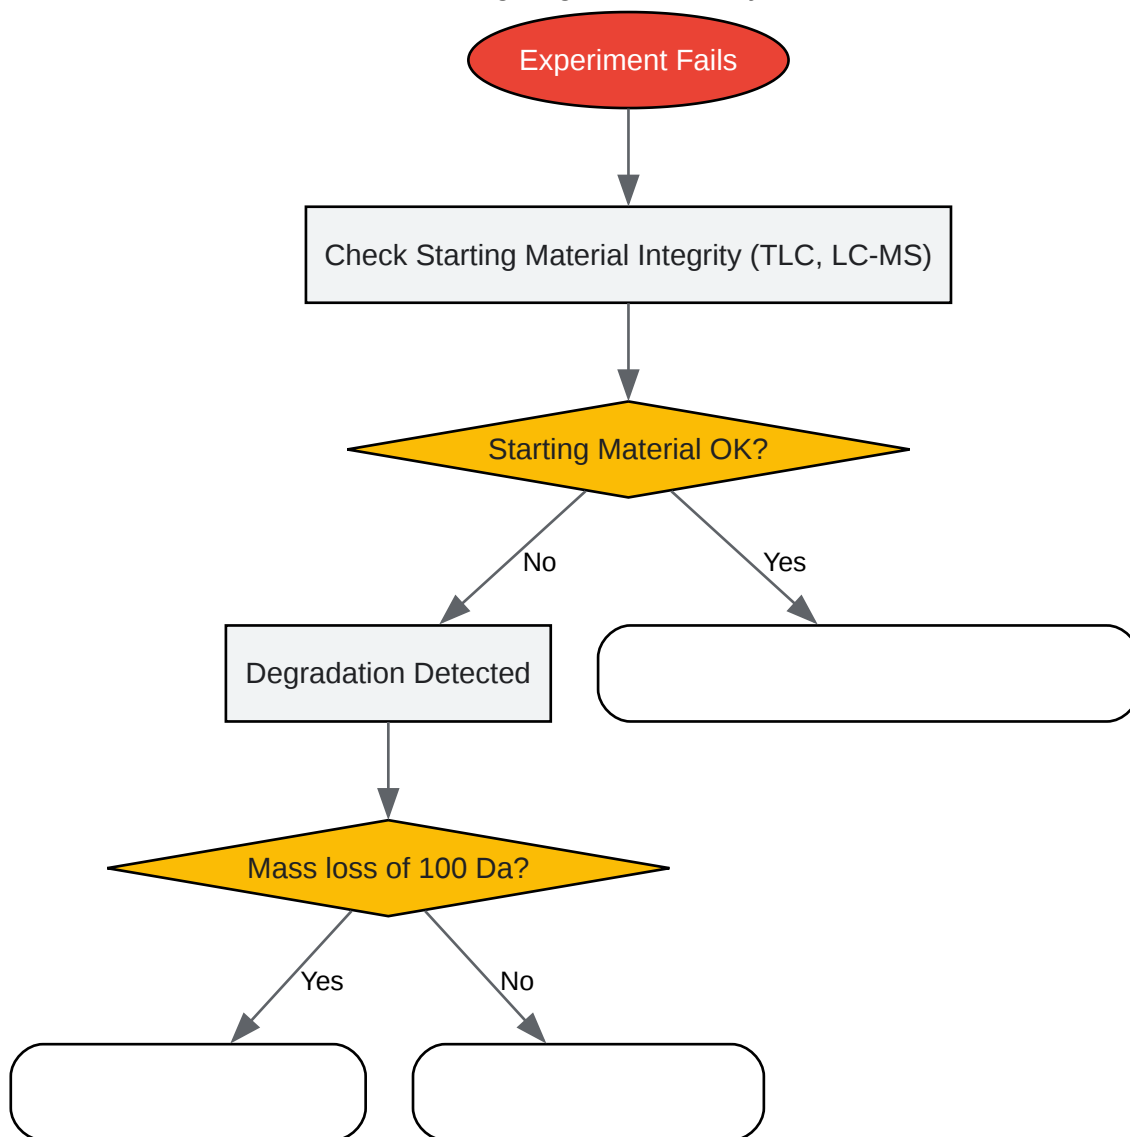 Experiment Fails
Check Starting Material Integrity (TLC, LC-MS)
Starting Material OK?
No
Yes
Degradation Detected
Mass loss of 100 Da?
Yes
No